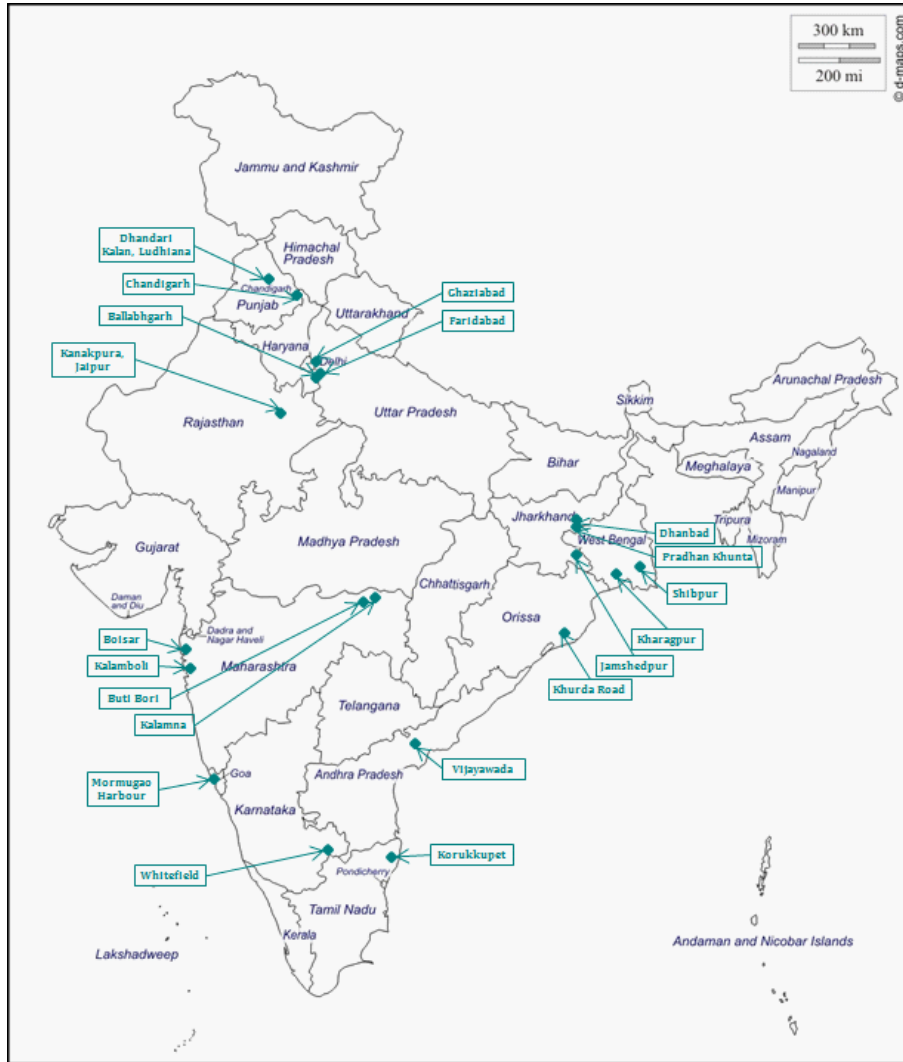 300 km
200 mi
© d-maps.com
Jammu and Kashmir
Dhandari
Kalan, Ludhiana
Himachal
Pradesh
Chandigarh
Chandigarh
Punjab
Uttarakhand
Ghaziabad
Ballabhgarh
Faridabad
Haryana
Delhi
Kanakpura,
Jaipur
Rajasthan
Uttar Pradesh
Sikkim
Arunachal Pradesh
Assam
Nagaland
Bihar
Meghalaya
Manipur
Jharkhand
Tripura
Mizoram
West Bengal
Dhanbad
Pradhan Khunta
Gujarat
Madhya Pradesh
Chhattisgarh
Shibpur
Daman
and Diu
Orissa
Dadra and
Nagar Haveli
Boisar
Kharagpur
Kalamboli
Maharashtra
Jamshedpur
Buti Bori
Khurda Road
Kalamna
Telangana
Goa
Andhra Pradesh
Vijayawada
Mormugao
Harbour
Karnataka
Korukkupet
Whitefield
Pondicherry
Tamil Nadu
Kerala
Lakshadweep
Andaman and Nicobar Islands